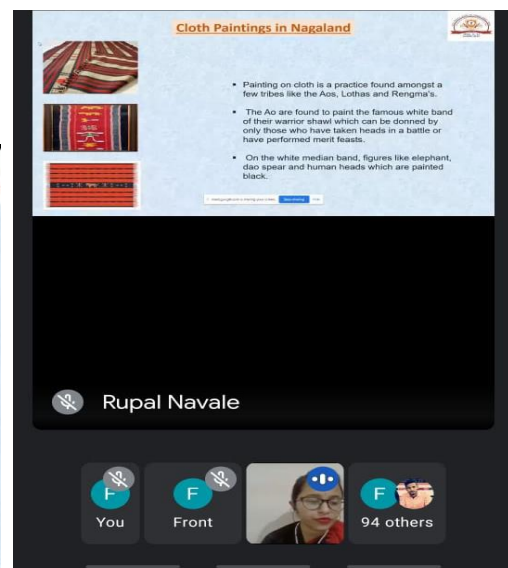 Cloth Paintings in Nagaland
▪ Painting on cloth is a practice found amongst a
few tribes like the Aos, Lothas and Rengma's.
▪ The Ao are found to paint the famous white band
of their warrior shawl which can be donned by
only those who have taken heads in a battle or
have performed merit feasts.
▪ On the white median band, figures like elephant,
dao spear and human heads which are painted
black.
Rupal Navale
F
F
F
You
Front
94 others